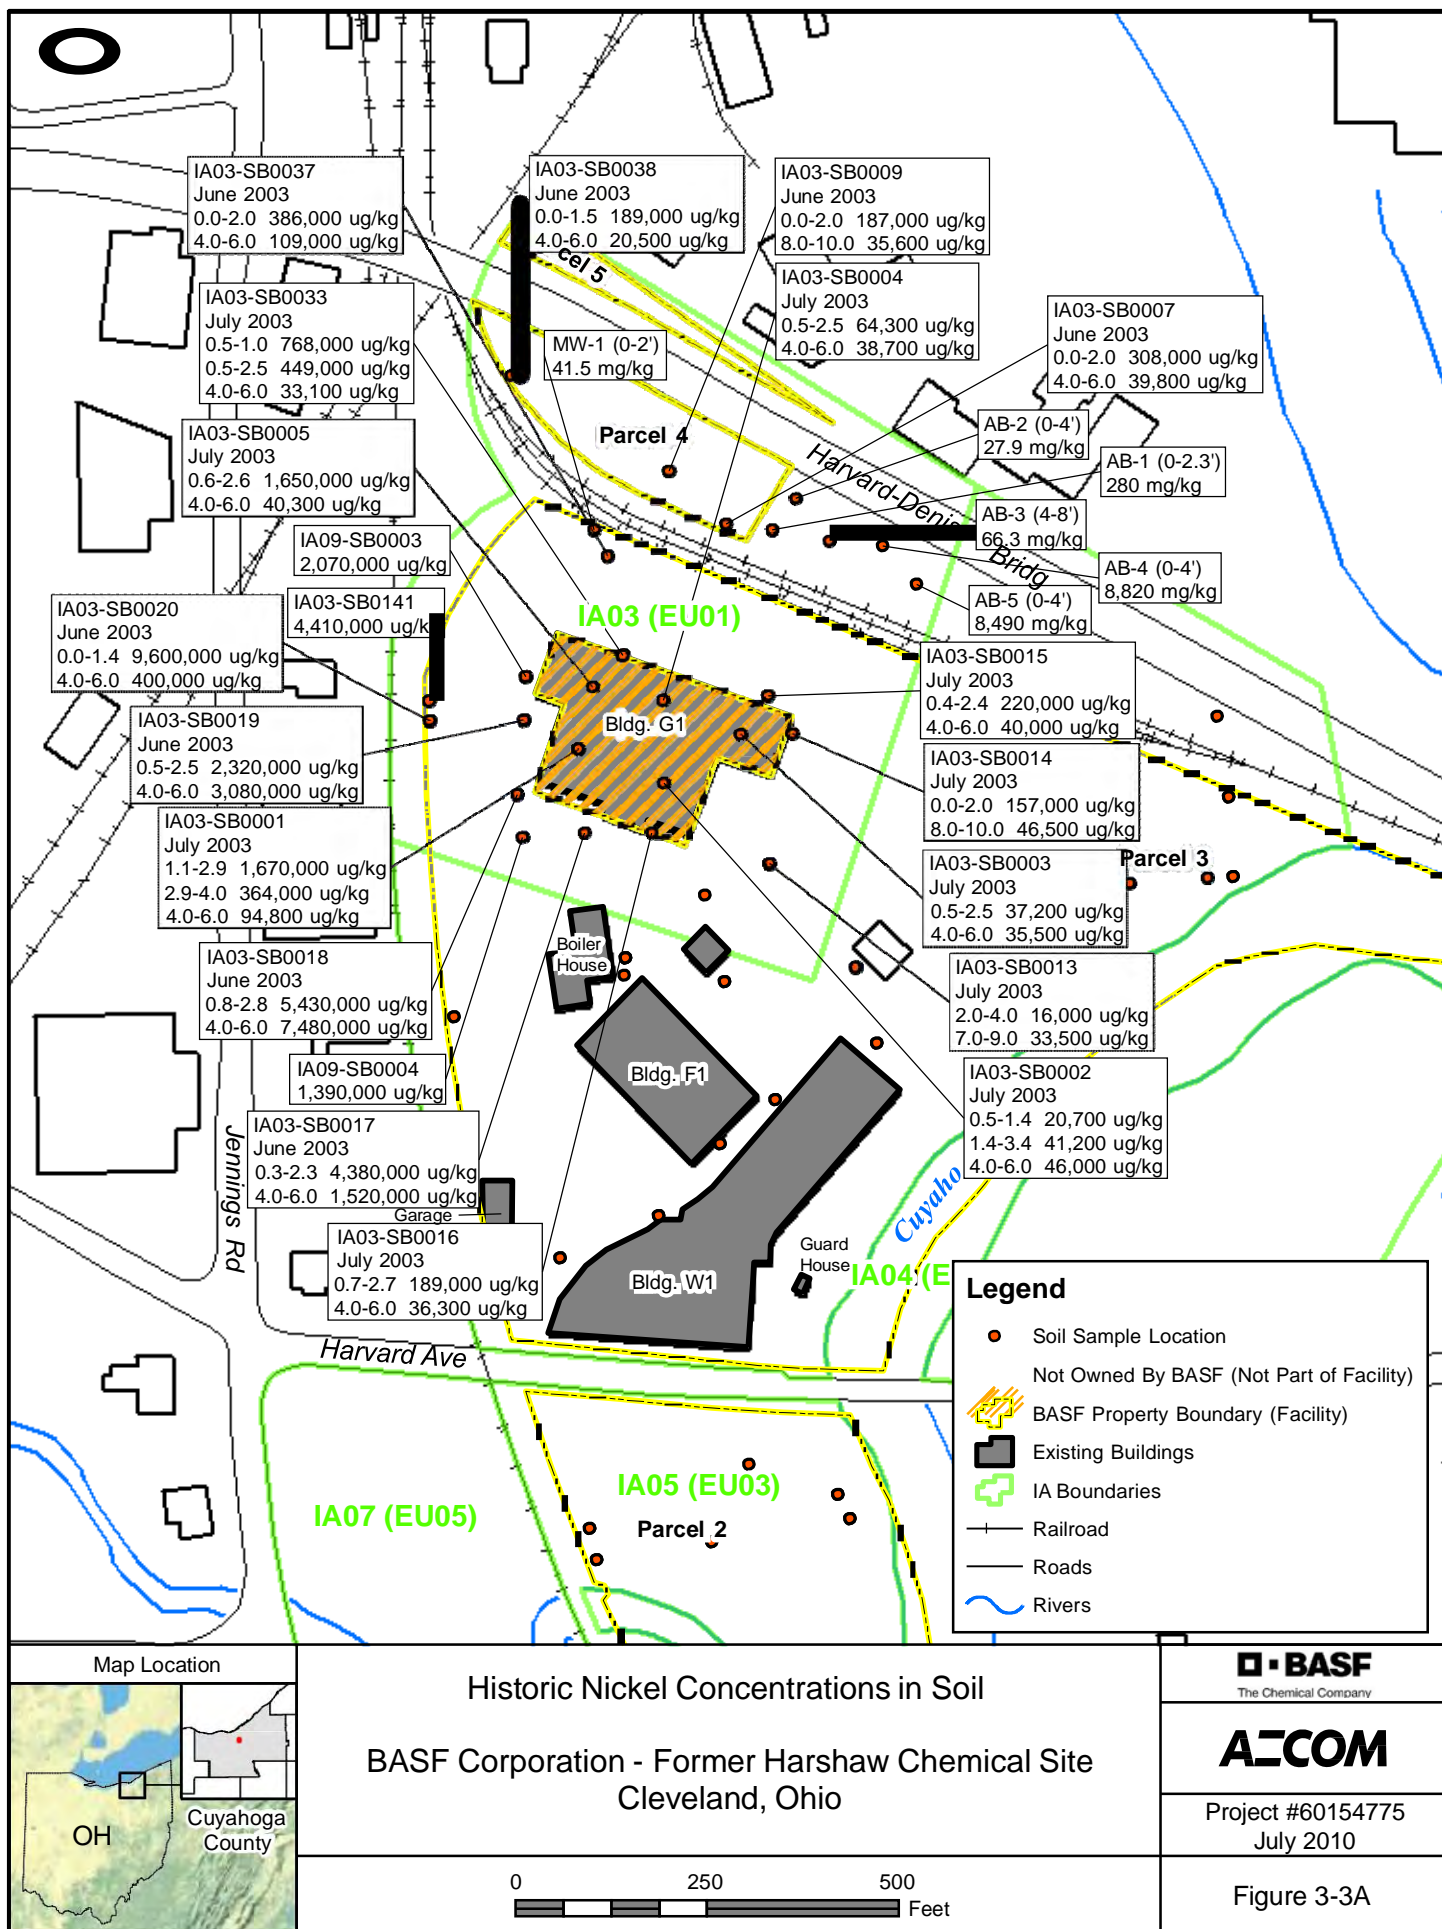 IA03-SB0037
June 2003
0.0-2.0 386,000 ug/kg
4.0-6.0 109,000 ug/kg
IA03-SB0038
June 2003
0.0-1.5 189,000 ug/kg
4.0-6.0 20,500 ug/kg
IA03-SB0009
June 2003
0.0-2.0 187,000 ug/kg
8.0-10.0 35,600 ug/kg
cel 5
IA03-SB0004
July 2003
0.5-2.5 64,300 ug/kg
4.0-6.0 38,700 ug/kg
IA03-SB0033
July 2003
0.5-1.0 768,000 ug/kg
0.5-2.5 449,000 ug/kg
4.0-6.0 33,100 ug/kg
IA03-SB0007
June 2003
0.0-2.0 308,000 ug/kg
4.0-6.0 39,800 ug/kg
MW-1 (0-2')
41.5 mg/kg
Parcel 4
AB-2 (0-4')
27.9 mg/kg
IA03-SB0005
July 2003
0.6-2.6 1,650,000 ug/kg
4.0-6.0 40,300 ug/kg
AB-1 (0-2.3')
280 mg/kg
Harvard-Denis
Bridg
AB-3 (4-8')
66.3 mg/kg
IA09-SB0003
2,070,000 ug/kg
AB-4 (0-4')
8,820 mg/kg
AB-5 (0-4')
8,490 mg/kg
IA03-SB0141
4,410,000 ug/k
IA03 (EU01)
IA03-SB0020
June 2003
0.0-1.4 9,600,000 ug/kg
4.0-6.0 400,000 ug/kg
IA03-SB0015
July 2003
0.4-2.4 220,000 ug/kg
4.0-6.0 40,000 ug/kg
Bldg. G1
IA03-SB0019
June 2003
0.5-2.5 2,320,000 ug/kg
4.0-6.0 3,080,000 ug/kg
IA03-SB0014
July 2003
0.0-2.0 157,000 ug/kg
8.0-10.0 46,500 ug/kg
IA03-SB0001
July 2003
1.1-2.9 1,670,000 ug/kg
2.9-4.0 364,000 ug/kg
4.0-6.0 94,800 ug/kg
IA03-SB0003
July 2003
0.5-2.5 37,200 ug/kg
4.0-6.0 35,500 ug/kg
Parcel 3
IA03-SB0018
June 2003
0.8-2.8 5,430,000 ug/kg
4.0-6.0 7,480,000 ug/kg
Boiler
House
IA03-SB0013
July 2003
2.0-4.0 16,000 ug/kg
7.0-9.0 33,500 ug/kg
IA09-SB0004
1,390,000 ug/kg
Bldg. F1
IA03-SB0002
July 2003
0.5-1.4 20,700 ug/kg
1.4-3.4 41,200 ug/kg
4.0-6.0 46,000 ug/kg
IA03-SB0017
June 2003
0.3-2.3 4,380,000 ug/kg
4.0-6.0 1,520,000 ug/kg
Jennings Rd
Garage
Cuyaho
IA03-SB0016
July 2003
0.7-2.7 189,000 ug/kg
4.0-6.0 36,300 ug/kg
Guard
House
Bldg. W1
IA04 (E
Harvard Ave
Legend
Soil Sample Location
Not Owned By BASF (Not Part of Facility)
BASF Property Boundary (Facility)
Existing Buildings
IA Boundaries
Railroad
Roads
Rivers
IA05 (EU03)
IA07 (EU05)
Parcel 2
Map Location
OH
Cuyahoga
County
Historic Nickel Concentrations in Soil
BASF Corporation - Former Harshaw Chemical Site
Cleveland, Ohio
0 250 500
Feet
BASF
The Chemical Company
AECOM
Project #60154775
July 2010
Figure 3-3A